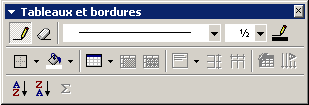 Tableaux et bordures
½
A
Z
Z
A
Σ